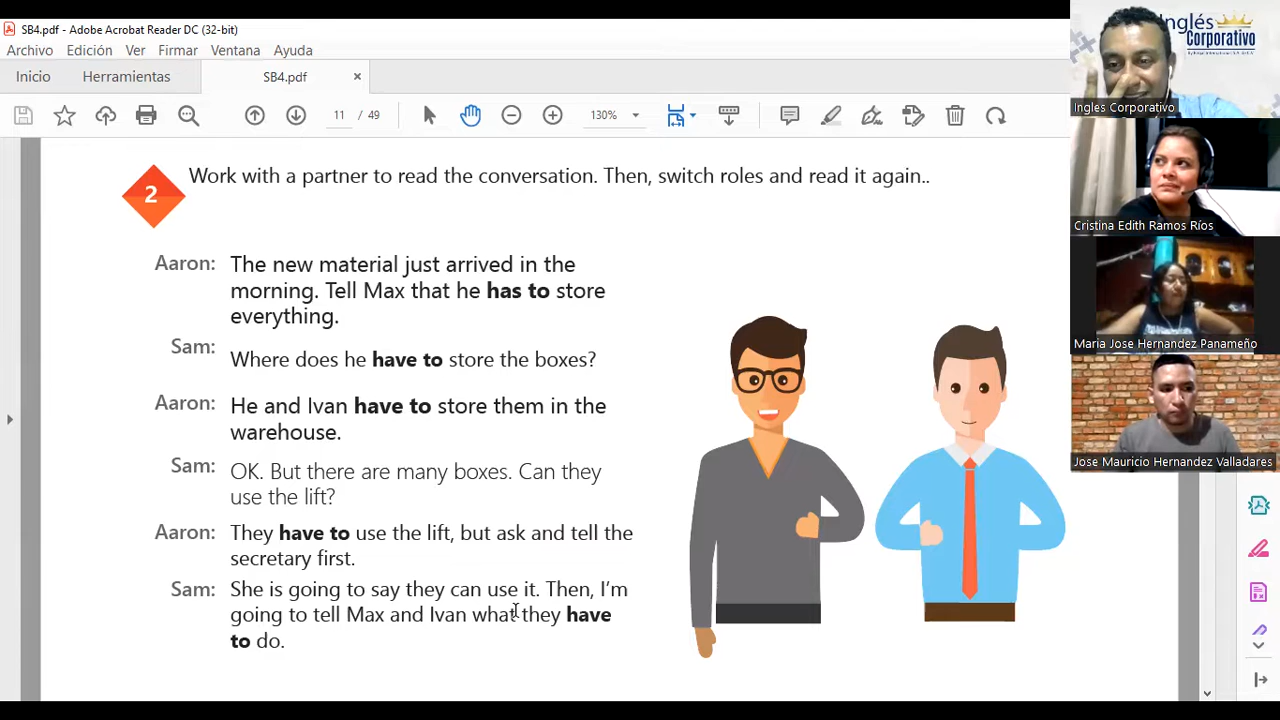 SB4.pdf - Adobe Acrobat Reader DC (32-bit)
Archivo Edición Ver Firmar Ventana Ayuda
Inicio Herramientas SB4.pdf ×
11 / 49 130%
2
Work with a partner to read the conversation. Then, switch roles and read it again..
Aaron: The new material just arrived in the
morning. Tell Max that he has to store
everything.
Sam: Where does he have to store the boxes?
Aaron: He and Ivan have to store them in the
warehouse.
Sam: OK. But there are many boxes. Can they
use the lift?
Aaron: They have to use the lift, but ask and tell the
secretary first.
Sam: She is going to say they can use it. Then, I'm
going to tell Max and Ivan what they have
to do.
Inglés
Corporativo
Ingles Corporativo
Cristina Edith Ramos Ríos
Maria Jose Hernandez Panameño
Jose Mauricio Hernandez Valladares